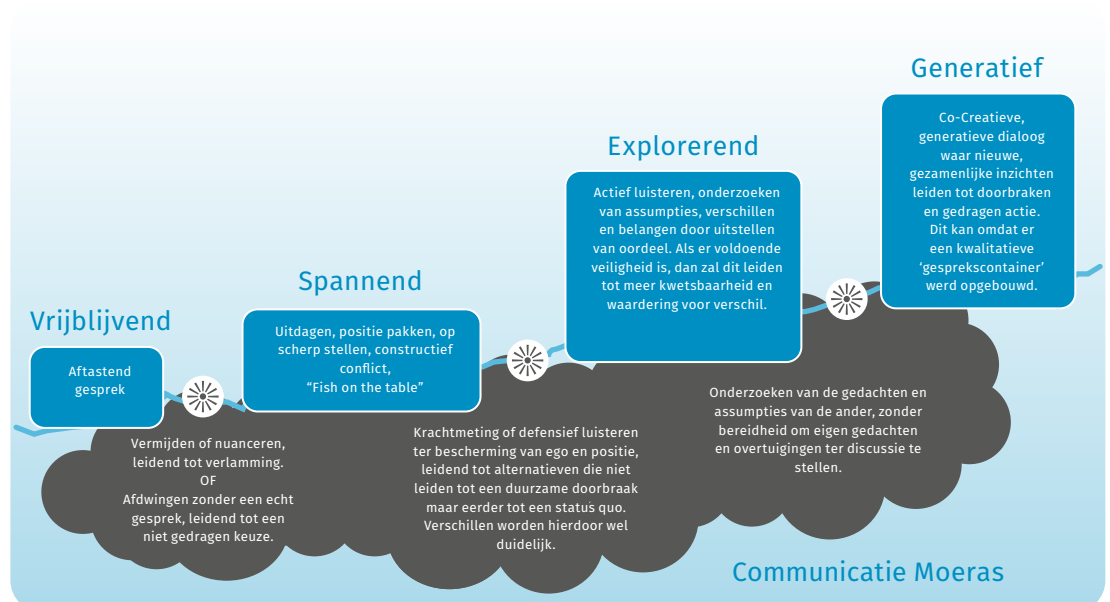 Vrijblijvend
Aftastend
gesprek
Vermijden of nuanceren,
leidend tot verlamming.
OF
Afdwingen zonder een echt
gesprek, leidend tot een
niet gedragen keuze.
Spannend
Uitdagen, positie pakken, op
scherp stellen, constructief
conflict,
“Fish on the table”
Krachtmeting of defensief luisteren
ter bescherming van ego en positie,
leidend tot alternatieven die niet
leiden tot een duurzame doorbraak
maar eerder tot een status quo.
Verschillen worden hierdoor wel
duidelijk.
Explorerend
Actief luisteren, onderzoeken
van assumpties, verschillen
en belangen door uitstellen
van oordeel. Als er voldoende
veiligheid is, dan zal dit leiden
tot meer kwetsbaarheid en
waardering voor verschil.
Onderzoeken van de gedachten en
assumpties van de ander, zonder
bereidheid om eigen gedachten
en overtuigingen ter discussie te
stellen.
Generatief
Co-Creatieve,
generatieve dialoog
waar nieuwe,
gezamenlijke inzichten
leiden tot doorbraken
en gedragen actie.
Dit kan omdat er
een kwalitatieve
‘gesprekscontainer’
werd opgebouwd.
Communicatie Moeras